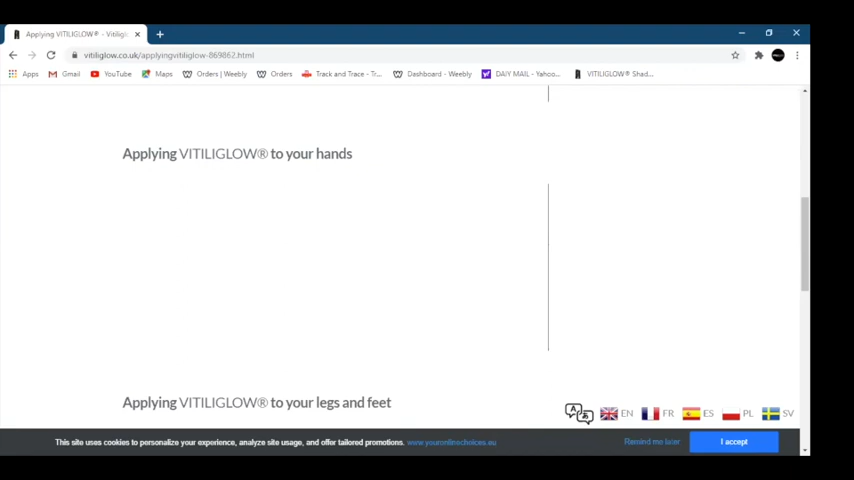 Applying VITILIGLOW® - Vitiligl
vitiliglow.co.uk/applyingvitiliglow-869862.html
Apps Gmail YouTube Maps Orders | Weebly Orders Track and Trace - Tr... Dashboard - Weebly DAIY MAIL - Yahoo... VITILIGLOW® Shad...
Applying VITILIGLOW® to your hands
Applying VITILIGLOW® to your legs and feet
EN FR ES PL SV
This site uses cookies to personalize your experience, analyze site usage, and offer tailored promotions. www.youronlinechoices.eu Remind me later I accept